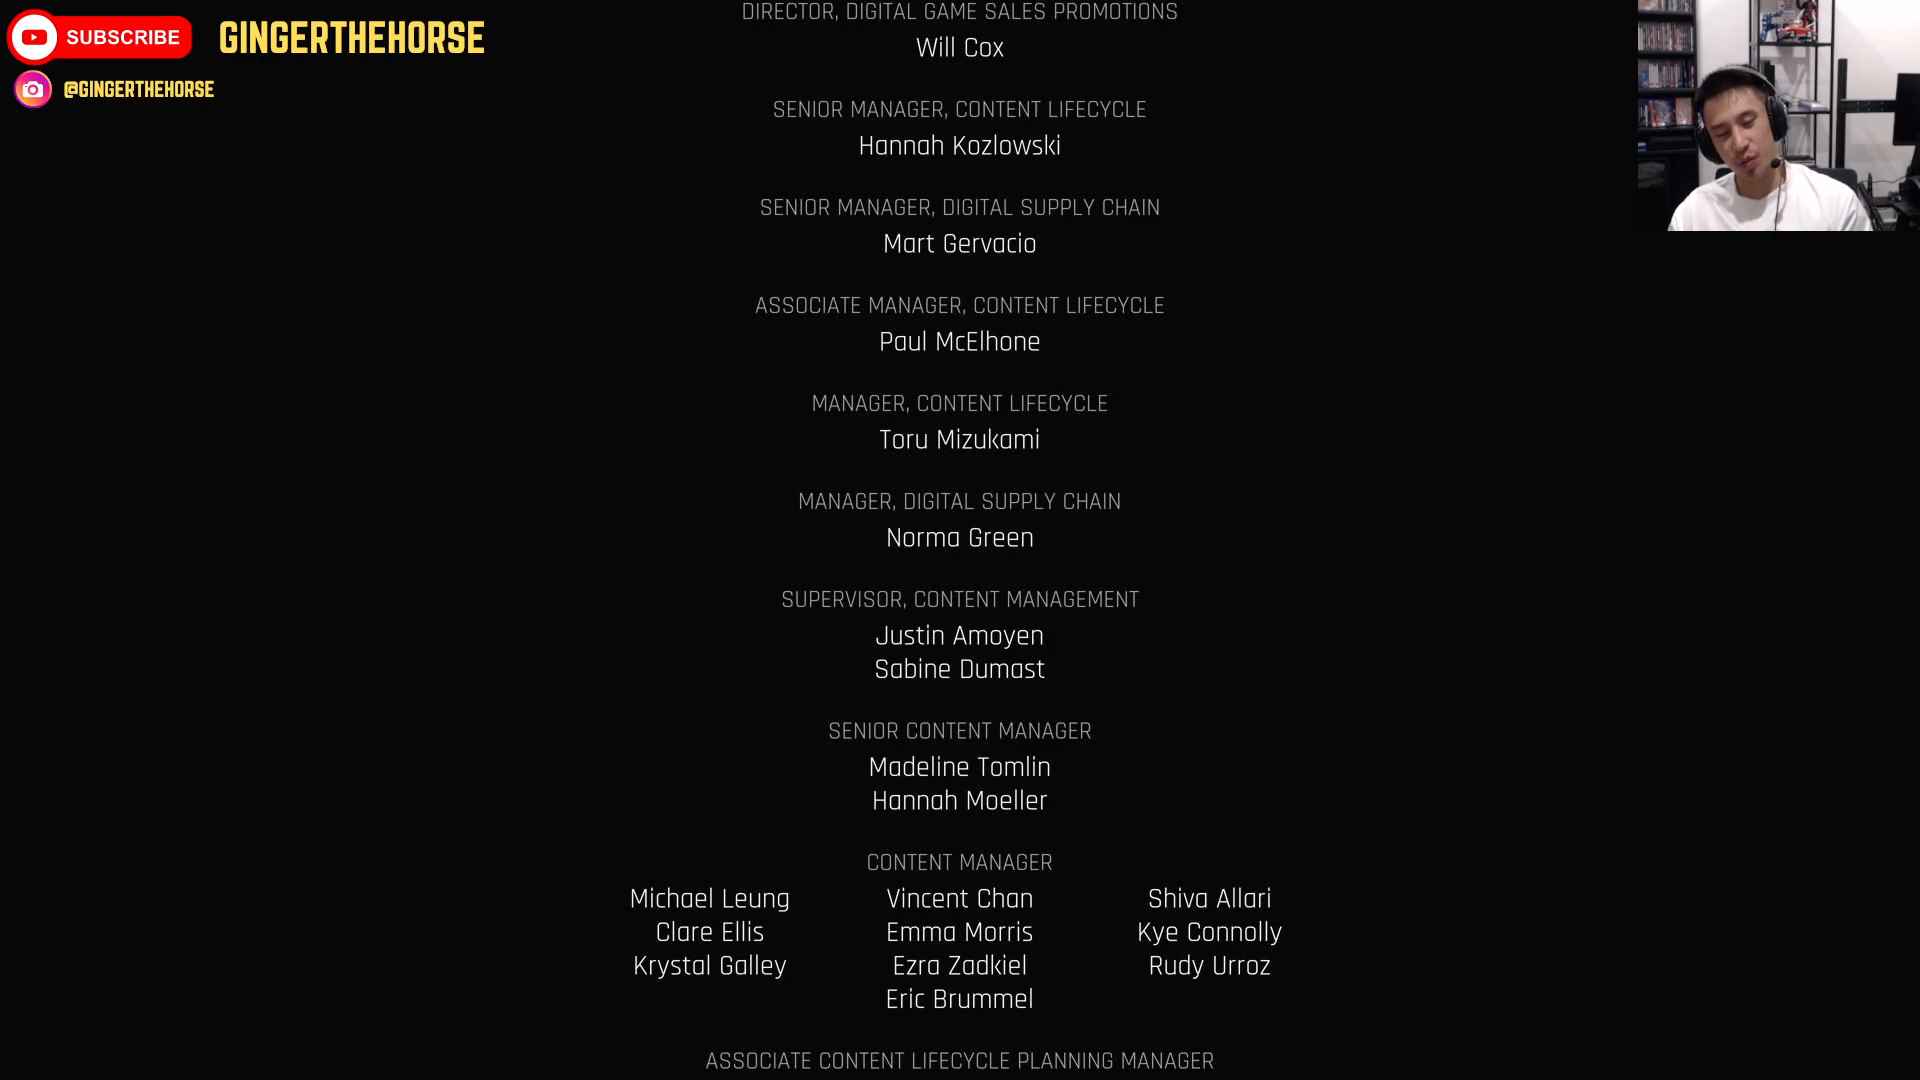 SUBSCRIBE
GINGERTHEHORSE
@GINGERTHEHORSE
DIRECTOR, DIGITAL GAME SALES PROMOTIONS
Will Cox
SENIOR MANAGER, CONTENT LIFECYCLE
Hannah Kozlowski
SENIOR MANAGER, DIGITAL SUPPLY CHAIN
Mart Gervacio
ASSOCIATE MANAGER, CONTENT LIFECYCLE
Paul McElhone
MANAGER, CONTENT LIFECYCLE
Toru Mizukami
MANAGER, DIGITAL SUPPLY CHAIN
Norma Green
SUPERVISOR, CONTENT MANAGEMENT
Justin Amoyen
Sabine Dumast
SENIOR CONTENT MANAGER
Madeline Tomlin
Hannah Moeller
CONTENT MANAGER
Michael Leung Vincent Chan Shiva Allari
Clare Ellis Emma Morris Kye Connolly
Krystal Galley Ezra Zadkiel Rudy Urroz
Eric Brummel
ASSOCIATE CONTENT LIFECYCLE PLANNING MANAGER